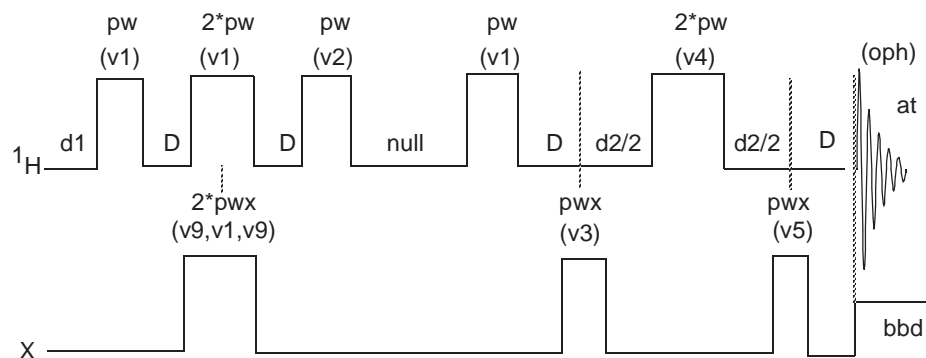 pw 2*pw pw pw 2*pw
(v1) (v1) (v2) (v1) (v4) (oph)
at
d1 D D null D d2/2 d2/2 D
1H
2*pwx pwx pwx
(v9,v1,v9) (v3) (v5)
bbd
X